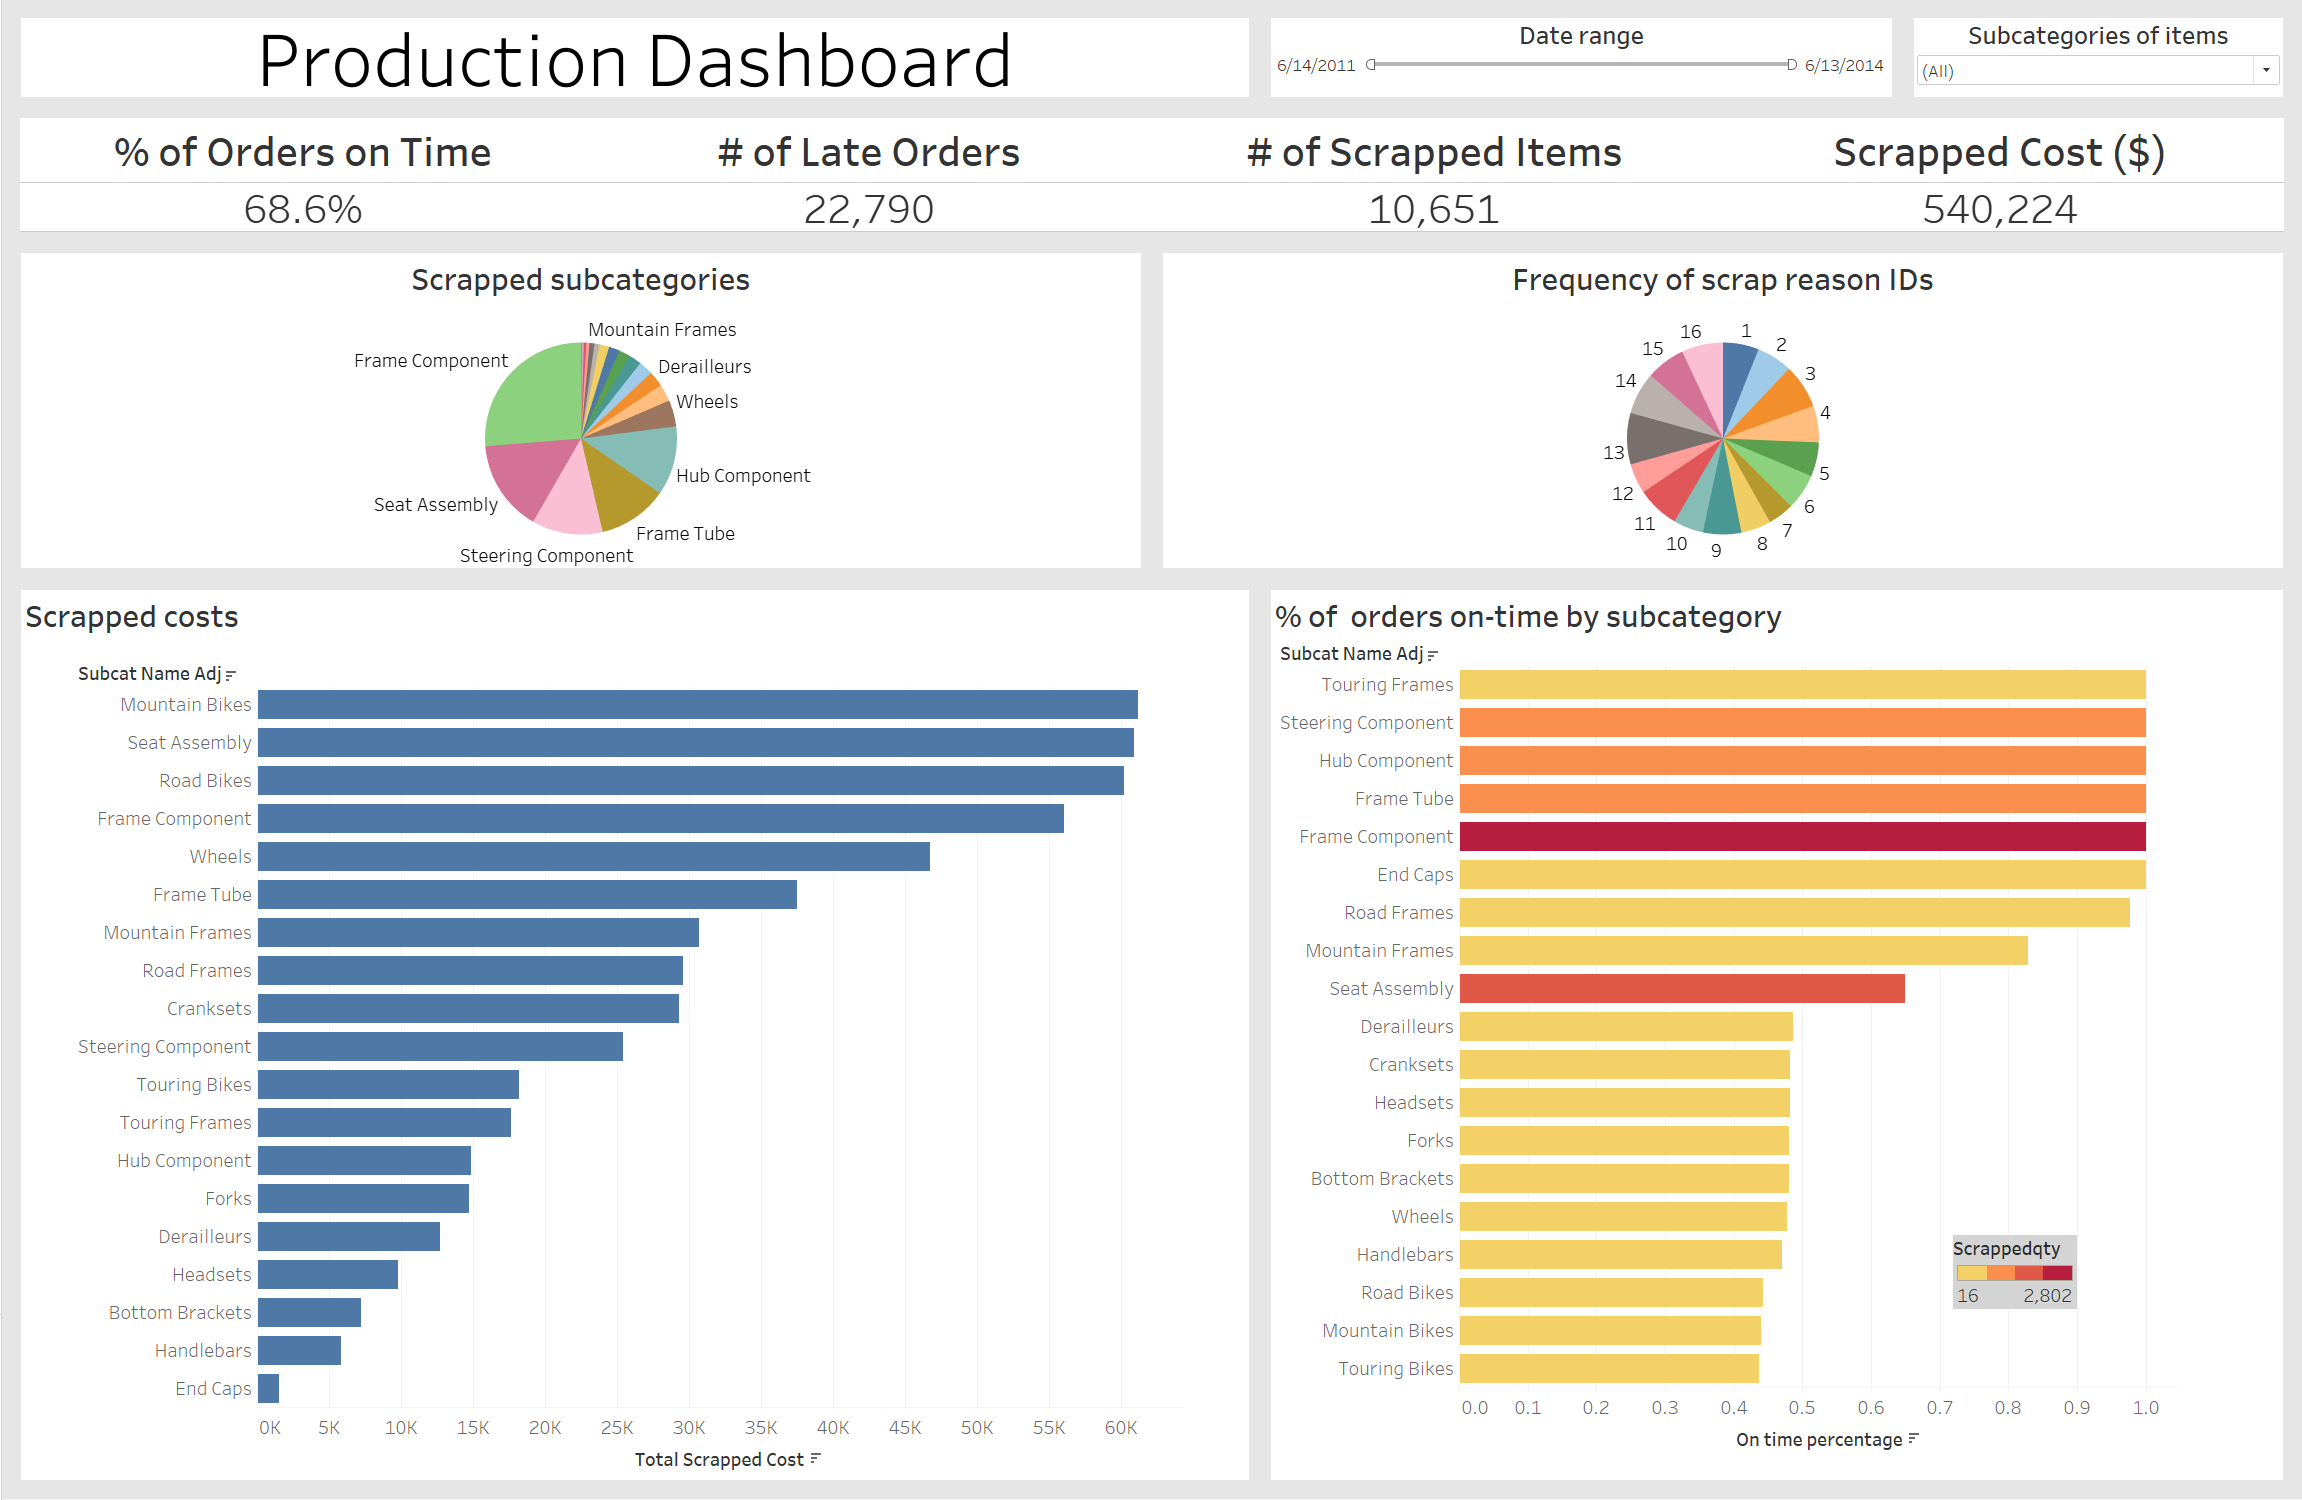 Production Dashboard
Date range
6/14/2011 6/13/2014
Subcategories of items
(All)
% of Orders on Time
# of Late Orders
# of Scrapped Items
Scrapped Cost ($)
68.6%
22,790
10,651
540,224
Scrapped subcategories
Mountain Frames
Frame Component
Derailleurs
Wheels
Hub Component
Seat Assembly
Frame Tube
Steering Component
Frequency of scrap reason IDs
1
2
3
4
5
6
7
8
9
10
11
12
13
14
15
16
Scrapped costs
Subcat Name Adj
Mountain Bikes
Seat Assembly
Road Bikes
Frame Component
Wheels
Frame Tube
Mountain Frames
Road Frames
Cranksets
Steering Component
Touring Bikes
Touring Frames
Hub Component
Forks
Derailleurs
Headsets
Bottom Brackets
Handlebars
End Caps
0K 5K 10K 15K 20K 25K 30K 35K 40K 45K 50K 55K 60K
Total Scrapped Cost
% of orders on-time by subcategory
Subcat Name Adj
Touring Frames
Steering Component
Hub Component
Frame Tube
Frame Component
End Caps
Road Frames
Mountain Frames
Seat Assembly
Derailleurs
Cranksets
Headsets
Forks
Bottom Brackets
Wheels
Handlebars
Road Bikes
Mountain Bikes
Touring Bikes
Scrappedqty
16 2,802
0.0 0.1 0.2 0.3 0.4 0.5 0.6 0.7 0.8 0.9 1.0
On time percentage